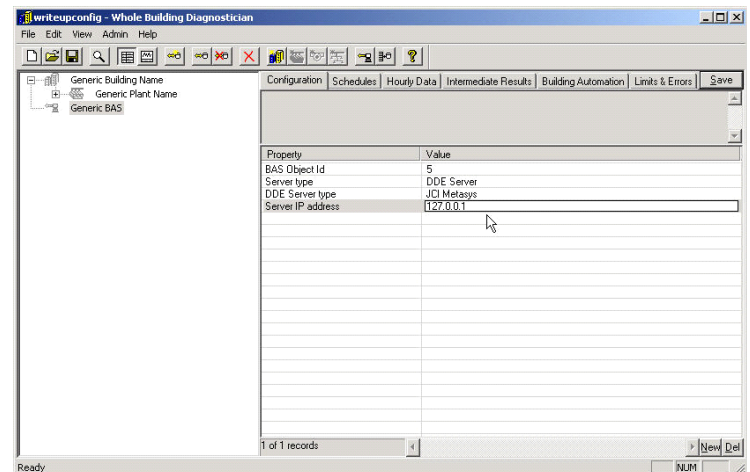 writeupconfig - Whole Building Diagnostician
File Edit View Admin Help
Generic Building Name
Generic Plant Name
Generic BAS
Configuration Schedules Hourly Data Intermediate Results Building Automation Limits & Errors Save
Property Value
BAS Object Id 5
Server type DDE Server
DDE Server type JCI Metasys
Server IP address 127.0.0.1
1 of 1 records New Del
Ready NUM